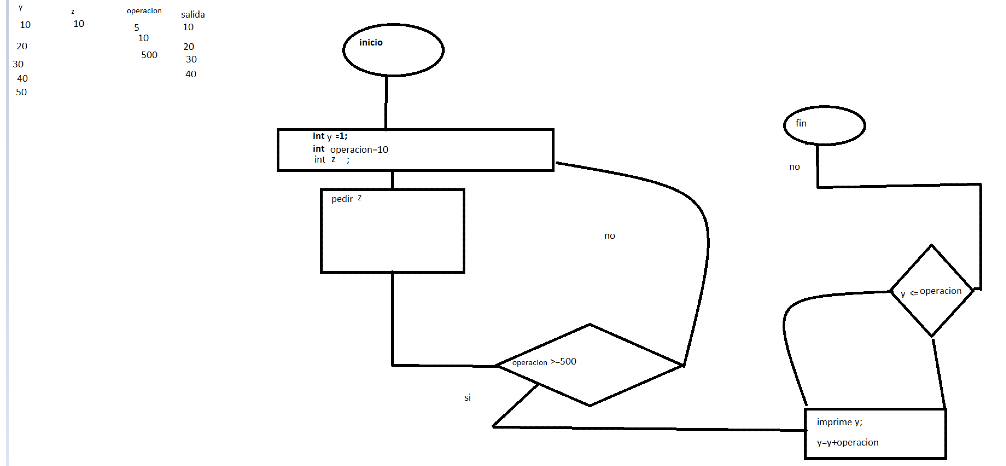 y z operacion salida
10 10 5 10
20 10 20
30 500 30
40 40
50
inicio
int y =1;
int operacion=10
int z ;
pedir z
no
operacion >=500
si
fin
no
y <= operacion
imprime y;
y=y+operacion